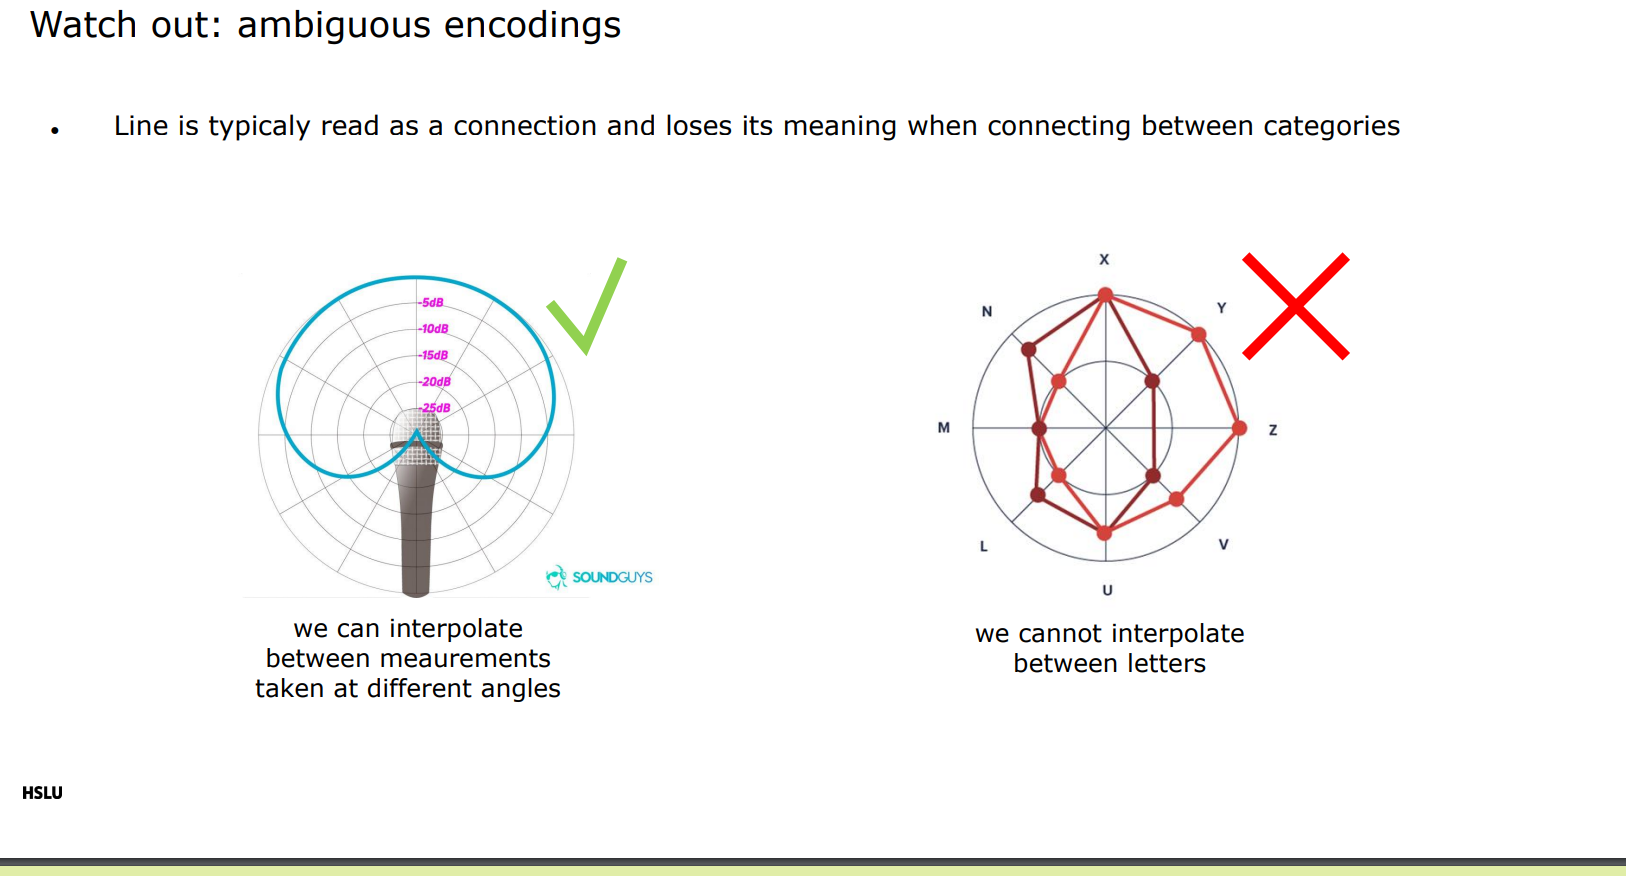 Watch out: ambiguous encodings
• Line is typicaly read as a connection and loses its meaning when connecting between categories
-5dB
-10dB
-15dB
-20dB
-25dB
SOUNDGUYS
we can interpolate
between meaurements
taken at different angles
X
N
Y
M
Z
L
V
U
we cannot interpolate
between letters
HSLU